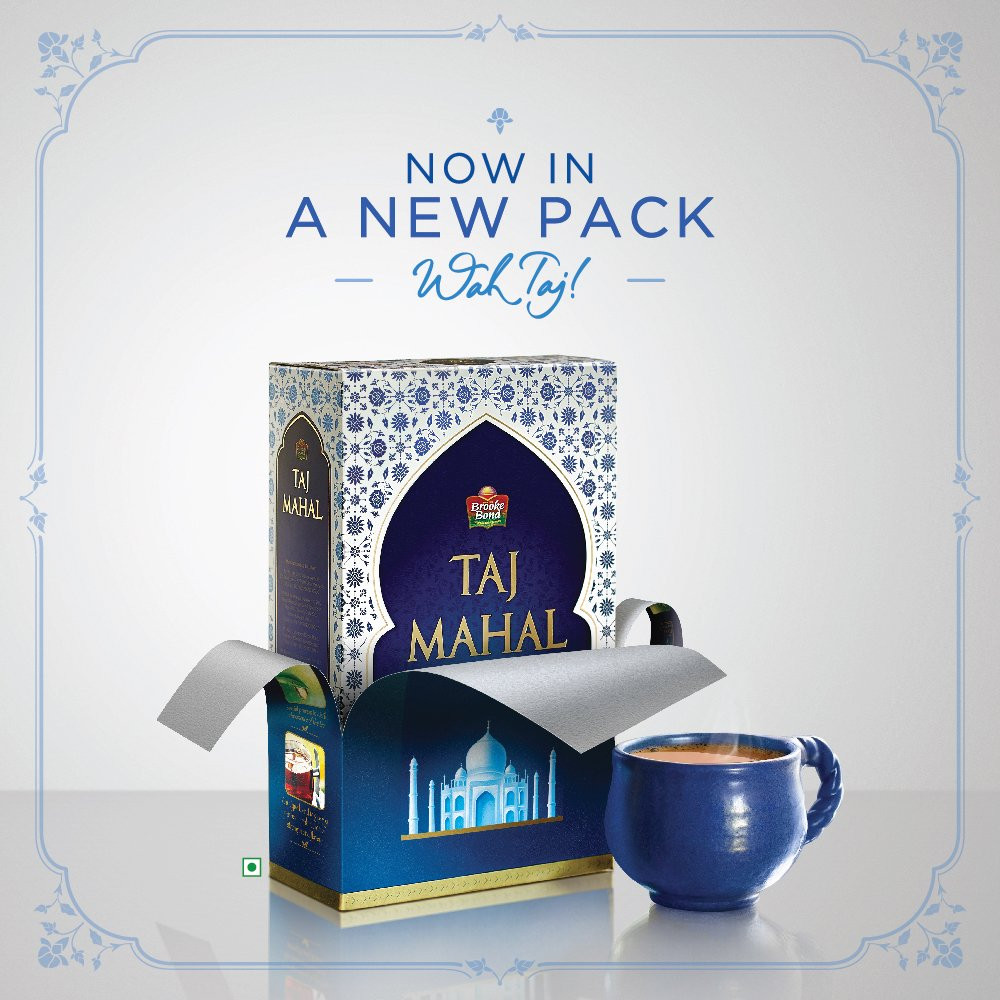 NOW IN
A NEW PACK
Wah Taj!
TAJ
MAHAL
Brooke
Bond
TAJ
MAHAL